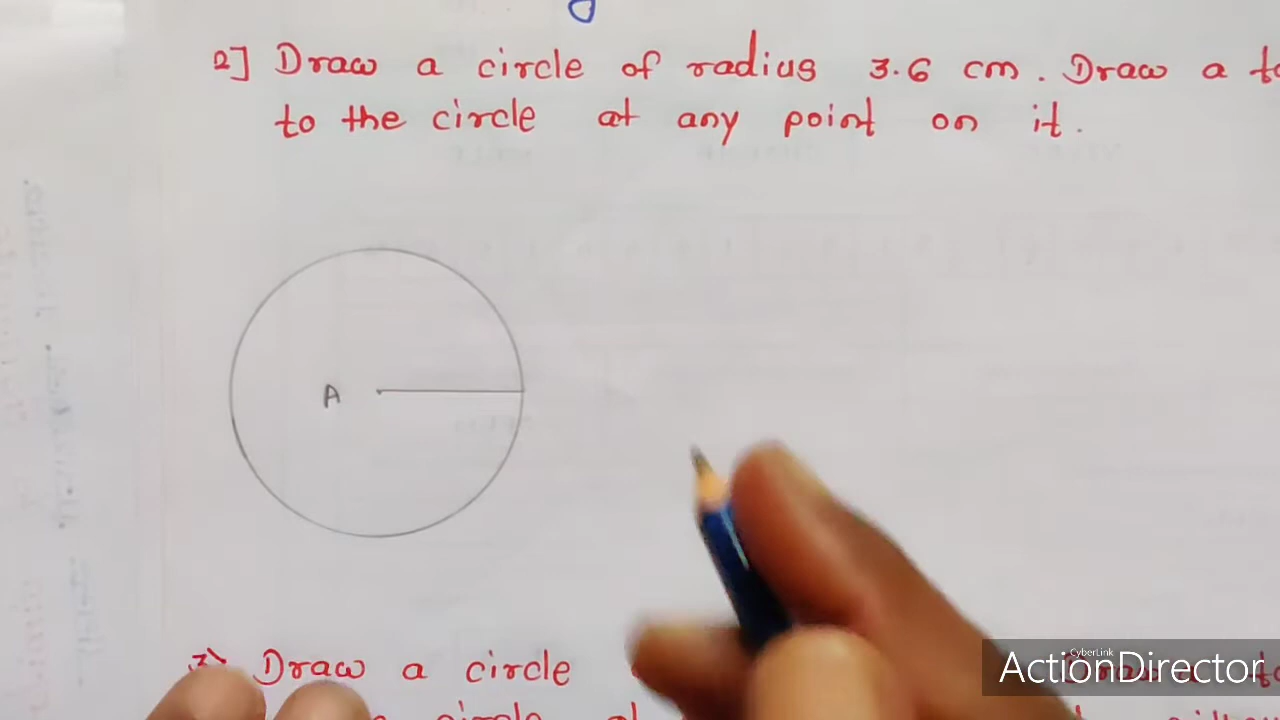 2] Draw a circle of radius 3.6 cm. Draw a
to the circle at any point on it.
A
3) Draw a circle
CyberLink
ActionDirector